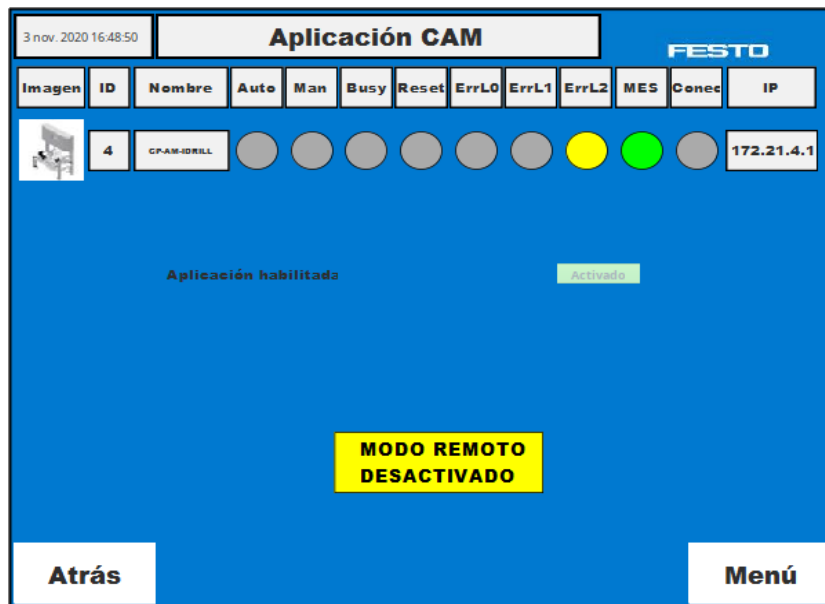 3 nov. 2020 16:48:50
Aplicación CAM
FESTO
Imagen ID Nombre Auto Man Busy Reset ErrL0 ErrL1 ErrL2 MES Conec IP
4 CP-AM-IDRILL 172.21.4.1
Aplicación habilitada Activado
MODO REMOTO
DESACTIVADO
Atrás Menú